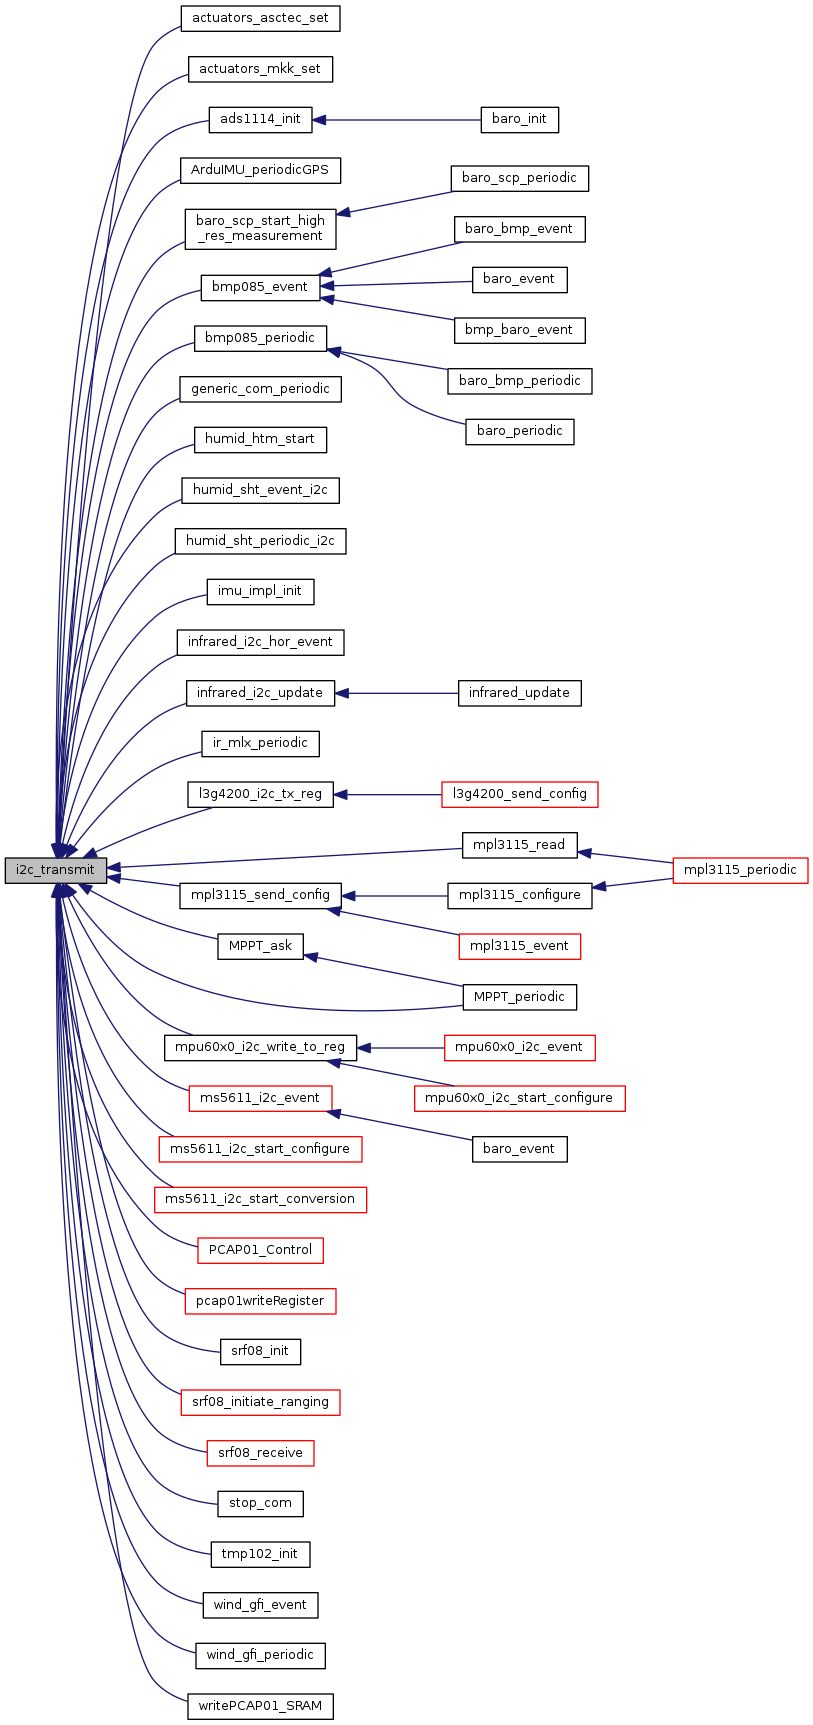 actuators_asctec_set
actuators_mkk_set
ads1114_init
baro_init
ArduIMU_periodicGPS
baro_scp_periodic
baro_scp_start_high
_res_measurement
baro_bmp_event
bmp085_event
baro_event
bmp_baro_event
bmp085_periodic
baro_bmp_periodic
generic_com_periodic
baro_periodic
humid_htm_start
humid_sht_event_i2c
humid_sht_periodic_i2c
imu_impl_init
infrared_i2c_hor_event
infrared_i2c_update
infrared_update
ir_mlx_periodic
l3g4200_i2c_tx_reg
l3g4200_send_config
mpl3115_read
i2c_transmit
mpl3115_periodic
mpl3115_send_config
mpl3115_configure
MPPT_ask
mpl3115_event
MPPT_periodic
mpu60x0_i2c_write_to_reg
mpu60x0_i2c_event
ms5611_i2c_event
mpu60x0_i2c_start_configure
ms5611_i2c_start_configure
baro_event
ms5611_i2c_start_conversion
PCAP01_Control
pcap01writeRegister
srf08_init
srf08_initiate_ranging
srf08_receive
stop_com
tmp102_init
wind_gfi_event
wind_gfi_periodic
writePCAP01_SRAM